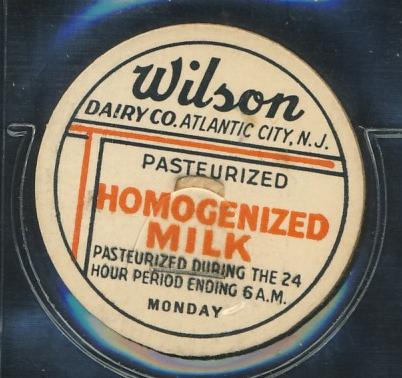 Wilson
DAIRY CO. ATLANTIC CITY, N.J.
PASTEURIZED
HOMOGENIZED
MILK
PASTEURIZED DURING THE 24
HOUR PERIOD ENDING 6 A.M.
MONDAY